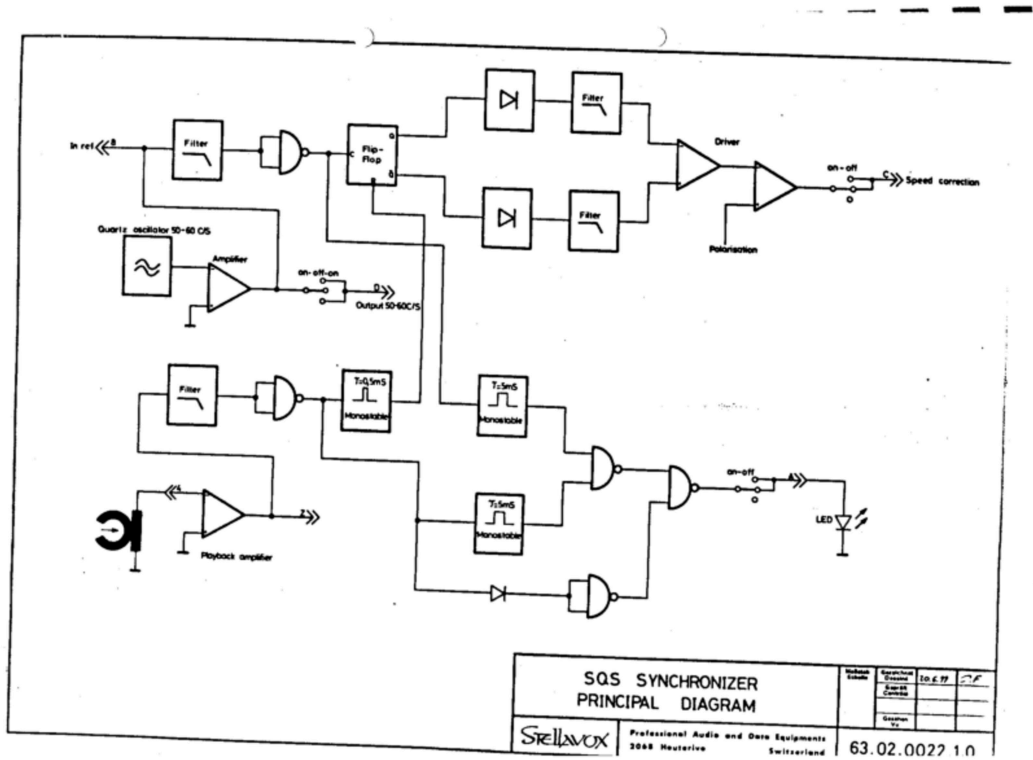 In ref
B
Filter
Flip-
Flop
C
Q
Q̄
Filter
Filter
Driver
on-off
C
Speed correction
Polarisation
Quartz oscillator 50-60 C/S
Amplifier
on-off-on
D
Output 50-60C/S
Filter
T=0,5mS
Monostable
T=5mS
Monostable
T=5mS
Monostable
4
2
Playback amplifier
on-off
A
LED
SQS SYNCHRONIZER
PRINCIPAL DIAGRAM
STELLAVOX
Professional Audio and Data Equipments
2068 Hauterive Switzerland
63.02.0022 1.0